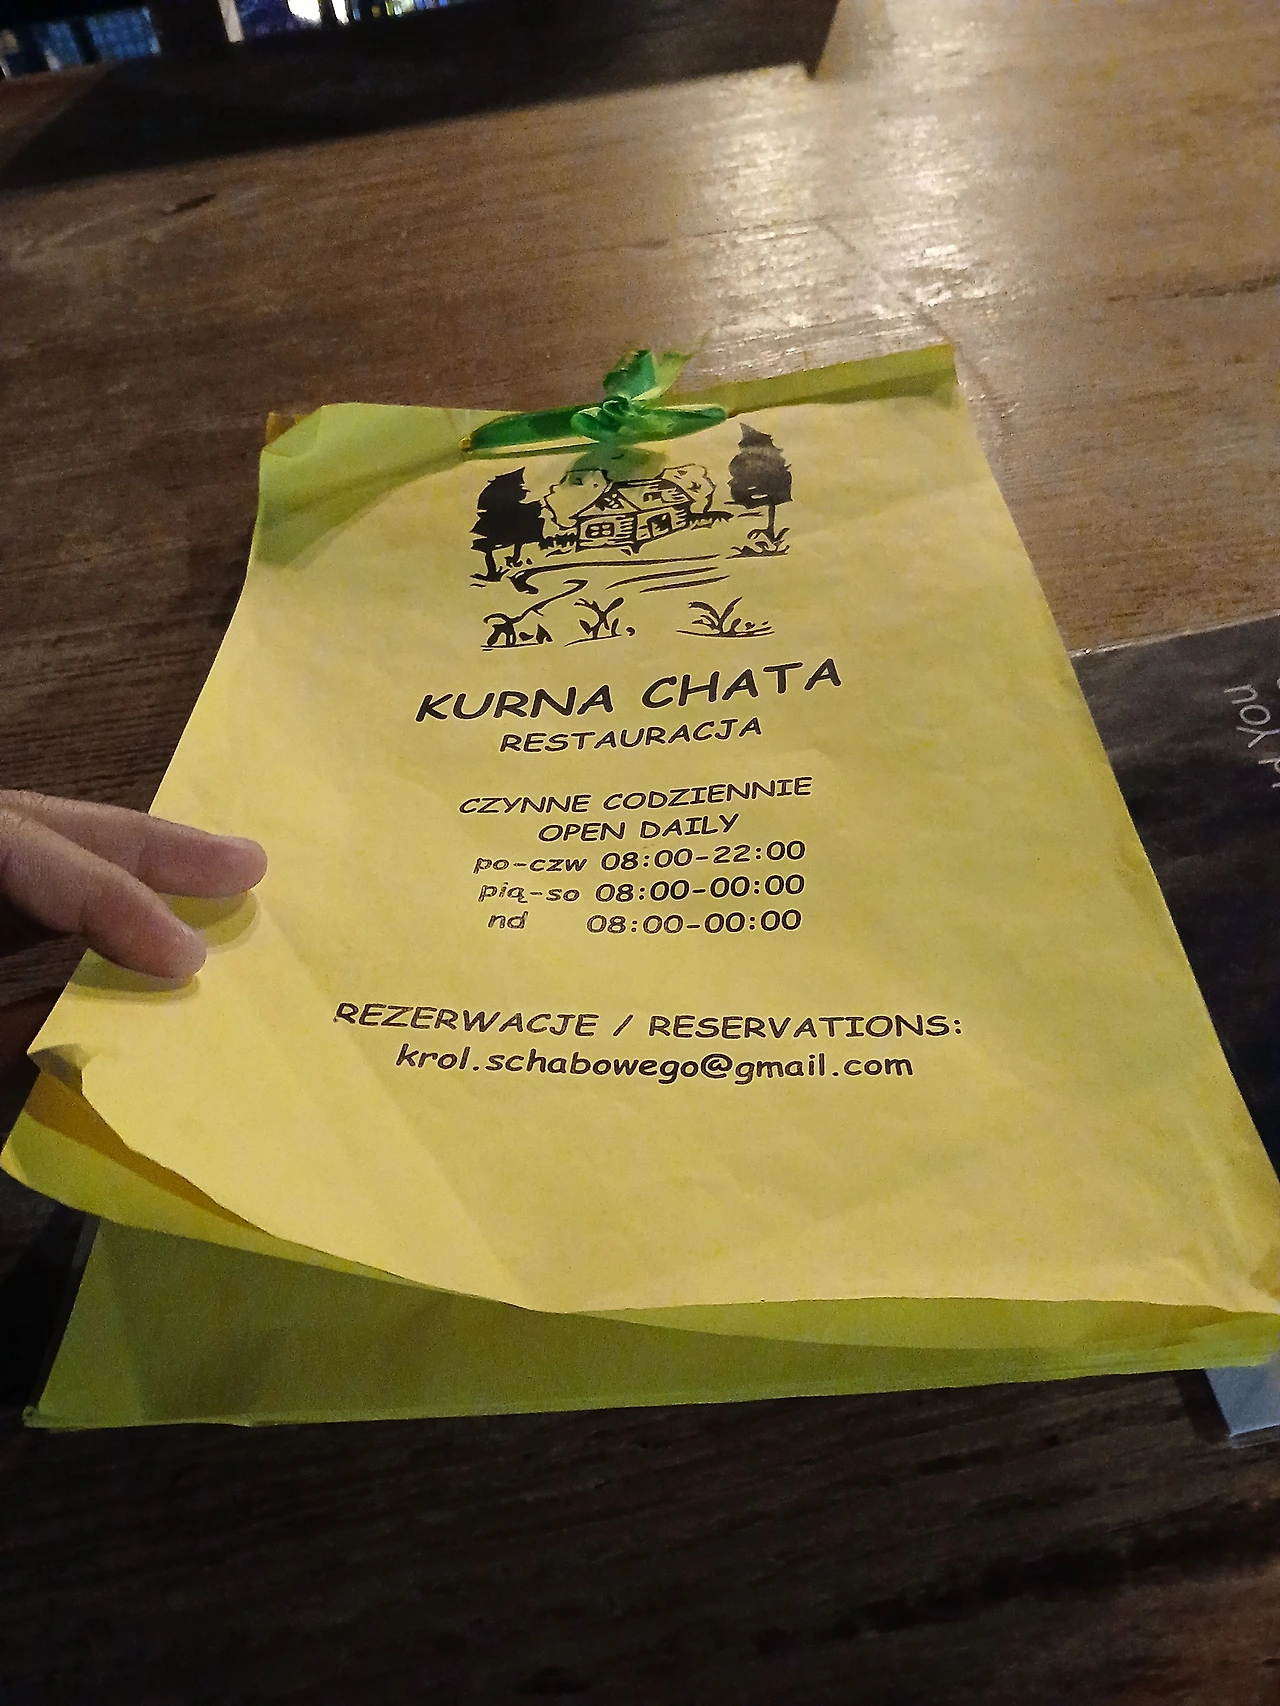 KURNA CHATA
RESTAURACJA
CZYNNE CODZIENNIE
OPEN DAILY
po-czw 08:00-22:00
pią-so 08:00-00:00
nd 08:00-00:00
REZERWACJE / RESERVATIONS:
krol.schabowego@gmail.com
YOU